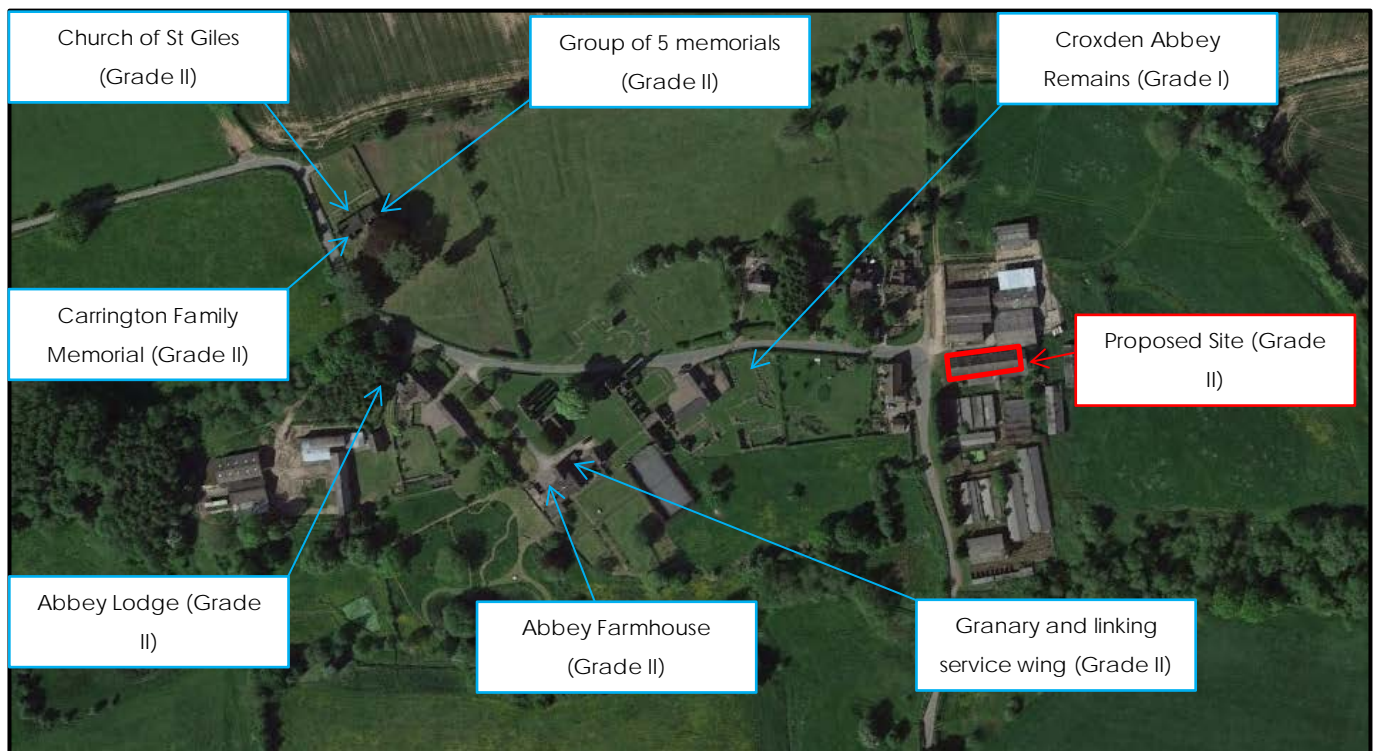 Church of St Giles
(Grade II)
Group of 5 memorials
(Grade II)
Croxden Abbey
Remains (Grade I)
Carrington Family
Memorial (Grade II)
Proposed Site (Grade
II)
Abbey Lodge (Grade
II)
Abbey Farmhouse
(Grade II)
Granary and linking
service wing (Grade II)